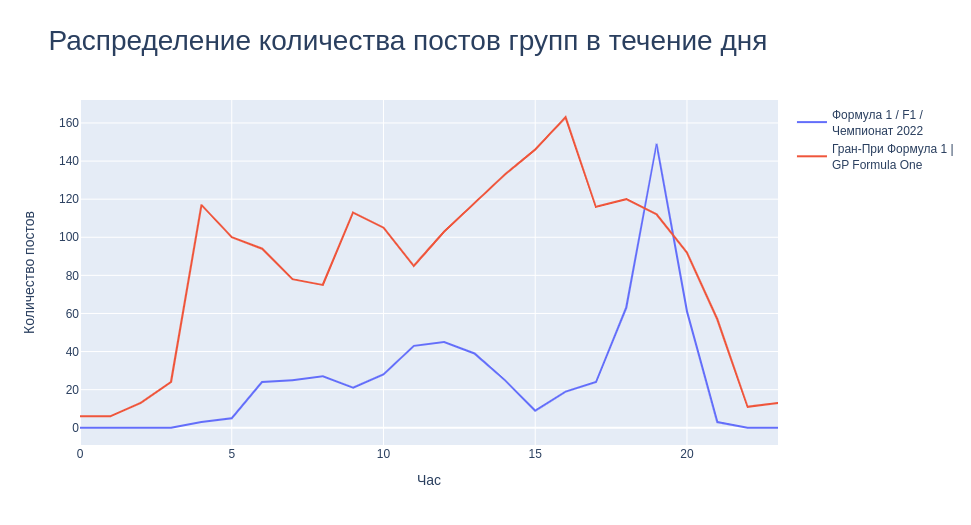 Распределение количества постов групп в течение дня
Количество постов
160
140
120
100
80
60
40
20
0
0
5
10
15
20
Час
Формула 1 / F1 /
Чемпионат 2022
Гран-При Формула 1 |
GP Formula One